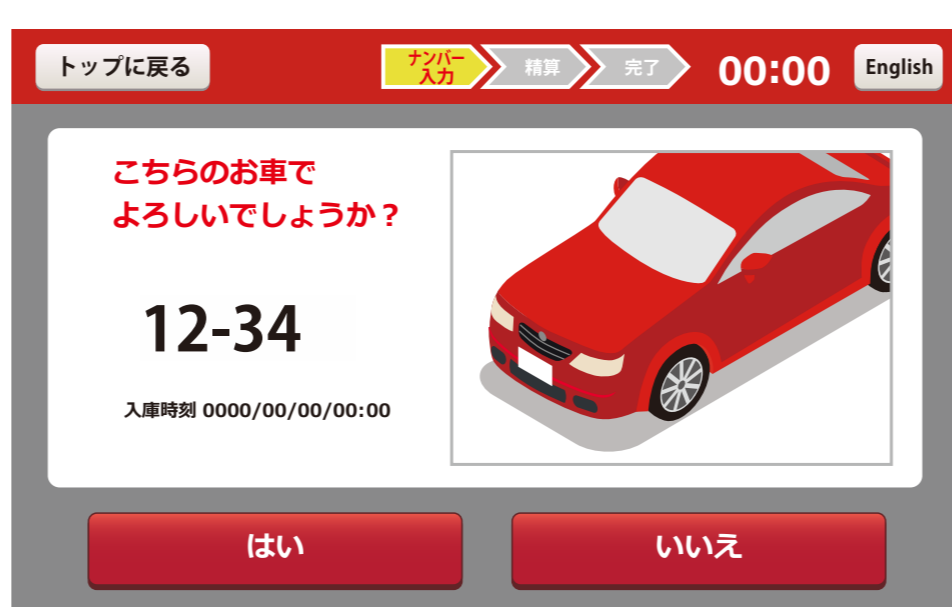 トップに戻る
ナンバー
入力
精算
完了
00:00
English
こちらのお車で
よろしいでしょうか？
12-34
入庫時刻 0000/00/00/00:00
はい
いいえ